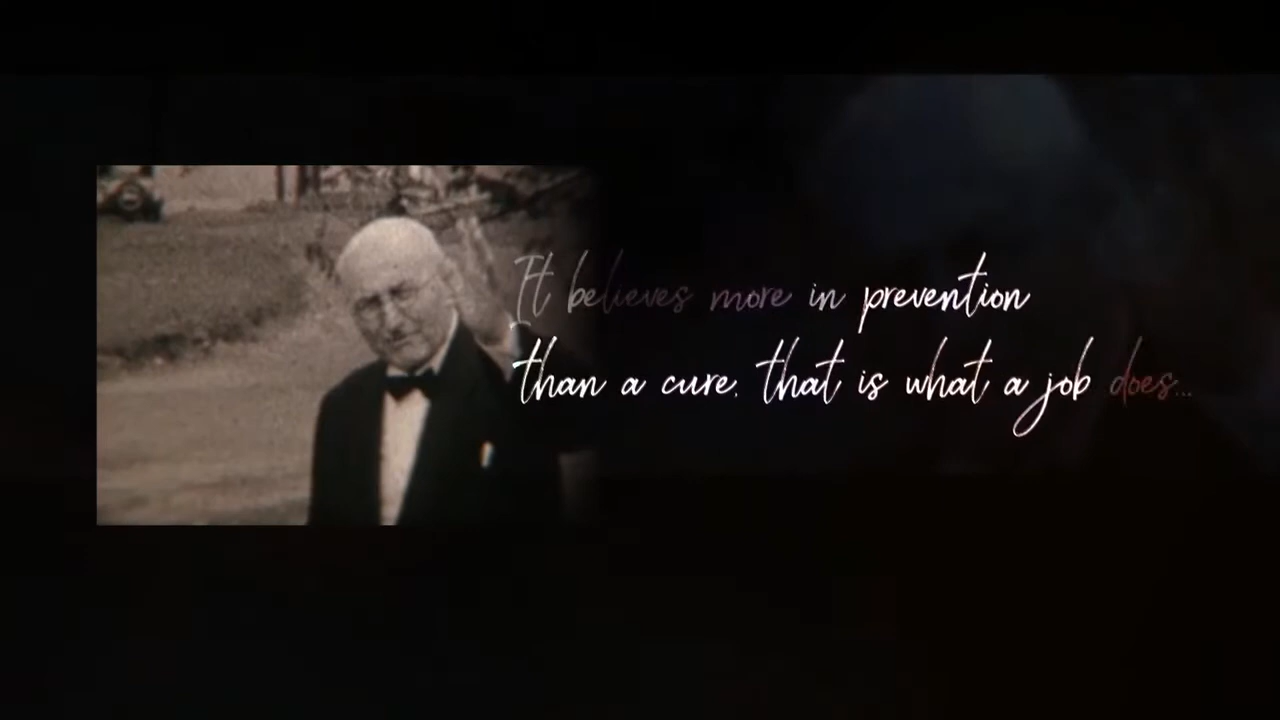 It believes more in prevention
than a cure. that is what a job does...